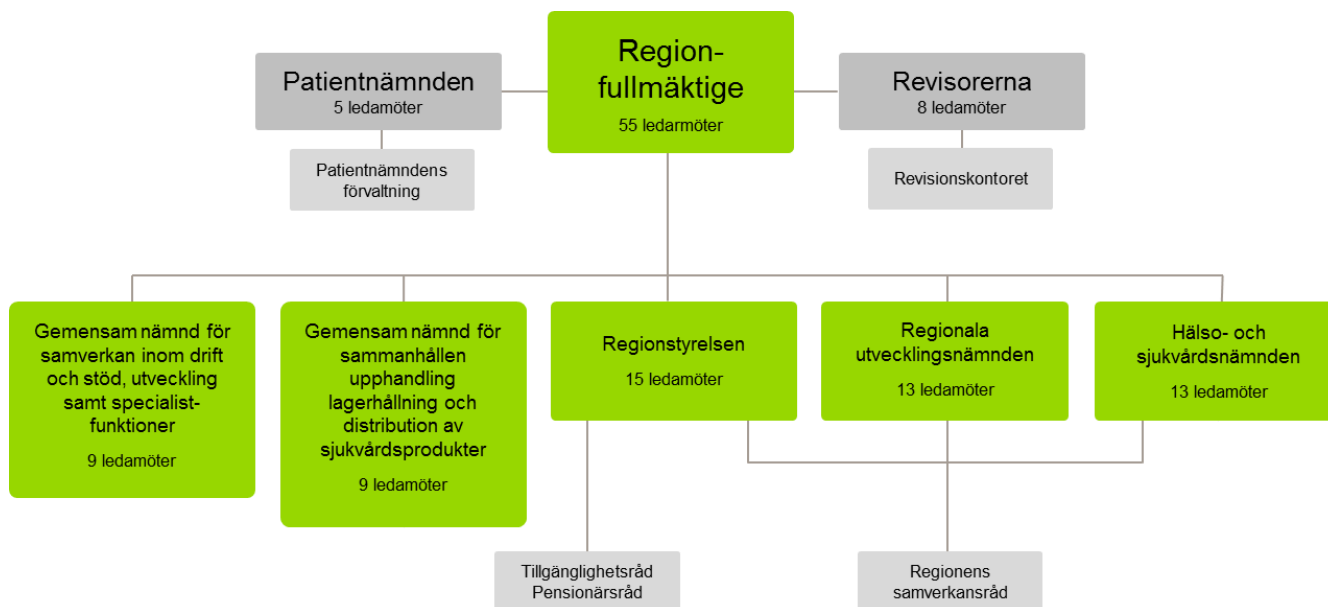 Region-
fullmäktige
55 ledarmöter
Patientnämnden
5 ledamöter
Revisorerna
8 ledamöter
Patientnämndens
förvaltning
Revisionskontoret
Gemensam nämnd för
samverkan inom drift
och stöd, utveckling
samt specialist-
funktioner
9 ledamöter
Gemensam nämnd för
sammanhållen
upphandling
lagerhållning och
distribution av
sjukvårdsprodukter
9 ledamöter
Regionstyrelsen
15 ledamöter
Regionala
utvecklingsnämnden
13 ledamöter
Hälso- och
sjukvårdsnämnden
13 ledamöter
Tillgänglighetsråd
Pensionärsråd
Regionens
samverkansråd